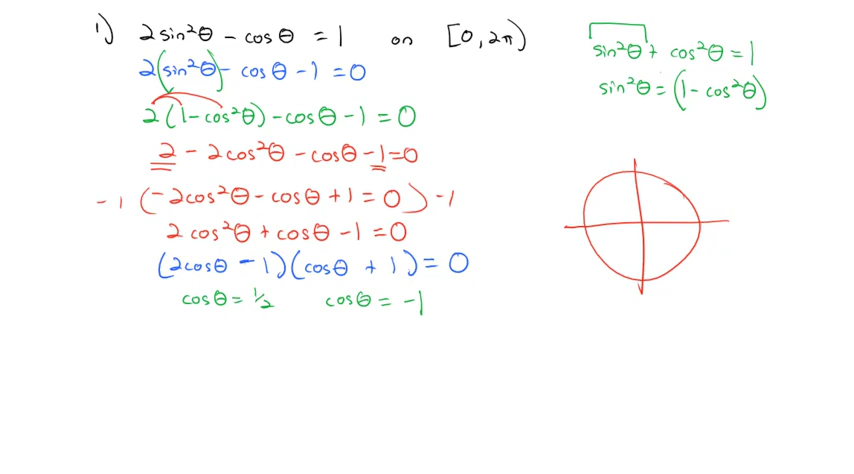 1) 2sin²θ - cosθ = 1 on [0, 2π)
2(sin²θ) - cosθ - 1 = 0
2(1 - cos²θ) - cosθ - 1 = 0
2 - 2cos²θ - cosθ - 1 = 0
-1(-2cos²θ - cosθ + 1 = 0)-1
2cos²θ + cosθ - 1 = 0
(2cosθ - 1)(cosθ + 1) = 0
cosθ = 1/2 cosθ = -1
sin²θ + cos²θ = 1
sin²θ = (1 - cos²θ)